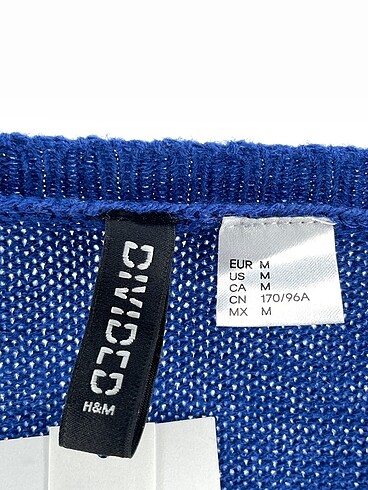 DIVIDED
H&M
EUR M
US M
CA M
CN 170/96A
MX M